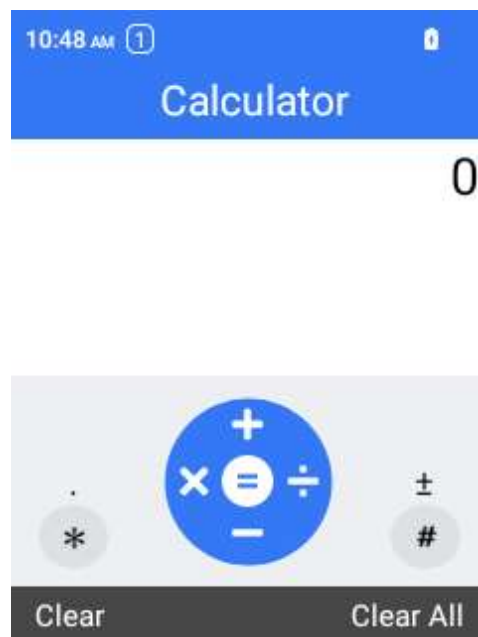 10:48 AM 1
Calculator
0
+
× = ÷
−
. ±
* #
Clear Clear All